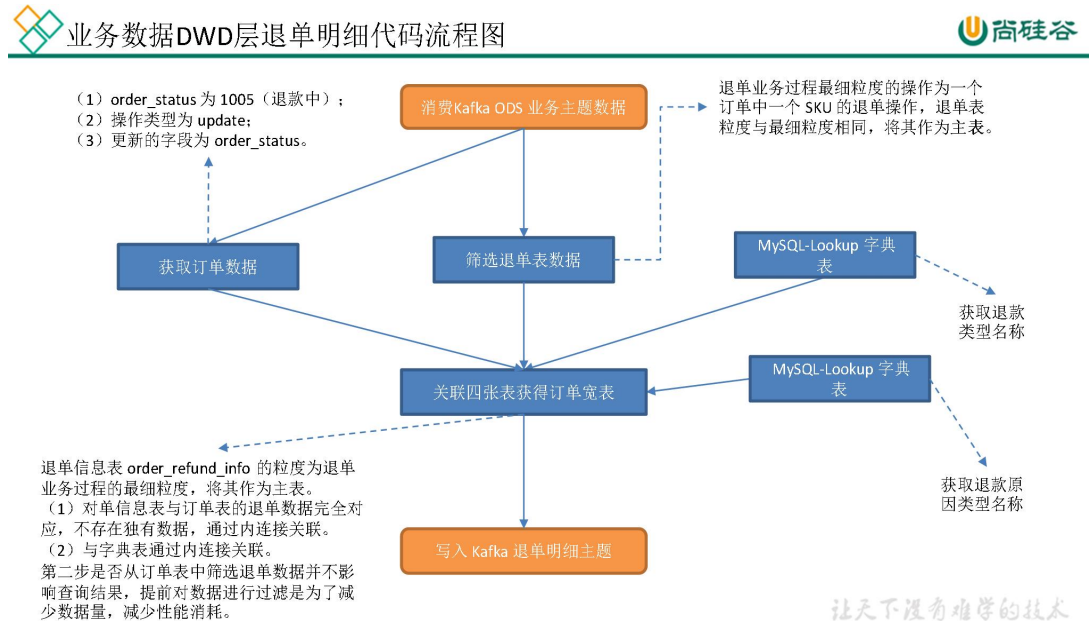 业务数据DWD层退单明细代码流程图
尚硅谷
（1）order_status 为 1005（退款中）；
（2）操作类型为 update；
（3）更新的字段为 order_status。
消费Kafka ODS 业务主题数据
退单业务过程最细粒度的操作为一个
订单中一个 SKU 的退单操作，退单表
粒度与最细粒度相同，将其作为主表。
获取订单数据
筛选退单表数据
MySQL-Lookup 字典
表
获取退款
类型名称
关联四张表获得订单宽表
MySQL-Lookup 字典
表
获取退款原
因类型名称
退单信息表 order_refund_info 的粒度为退单
业务过程的最细粒度，将其作为主表。
（1）对单信息表与订单表的退单数据完全对
应，不存在独有数据，通过内连接关联。
（2）与字典表通过内连接关联。
第二步是否从订单表中筛选退单数据并不影
响查询结果，提前对数据进行过滤是为了减
少数据量，减少性能消耗。
写入 Kafka 退单明细主题
让天下没有难学的技术